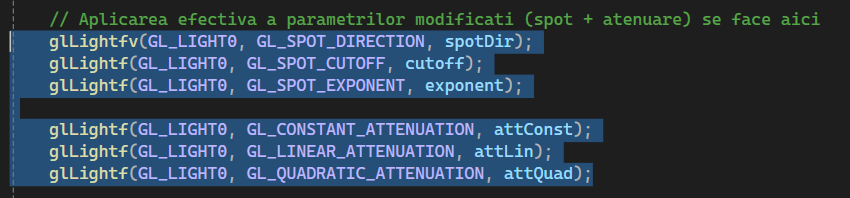 // Aplicarea efectiva a parametrilor modificati (spot + atenuare) se face aici
glLightfv(GL_LIGHT0, GL_SPOT_DIRECTION, spotDir);
glLightf(GL_LIGHT0, GL_SPOT_CUTOFF, cutoff);
glLightf(GL_LIGHT0, GL_SPOT_EXPONENT, exponent);
glLightf(GL_LIGHT0, GL_CONSTANT_ATTENUATION, attConst);
glLightf(GL_LIGHT0, GL_LINEAR_ATTENUATION, attLin);
glLightf(GL_LIGHT0, GL_QUADRATIC_ATTENUATION, attQuad);